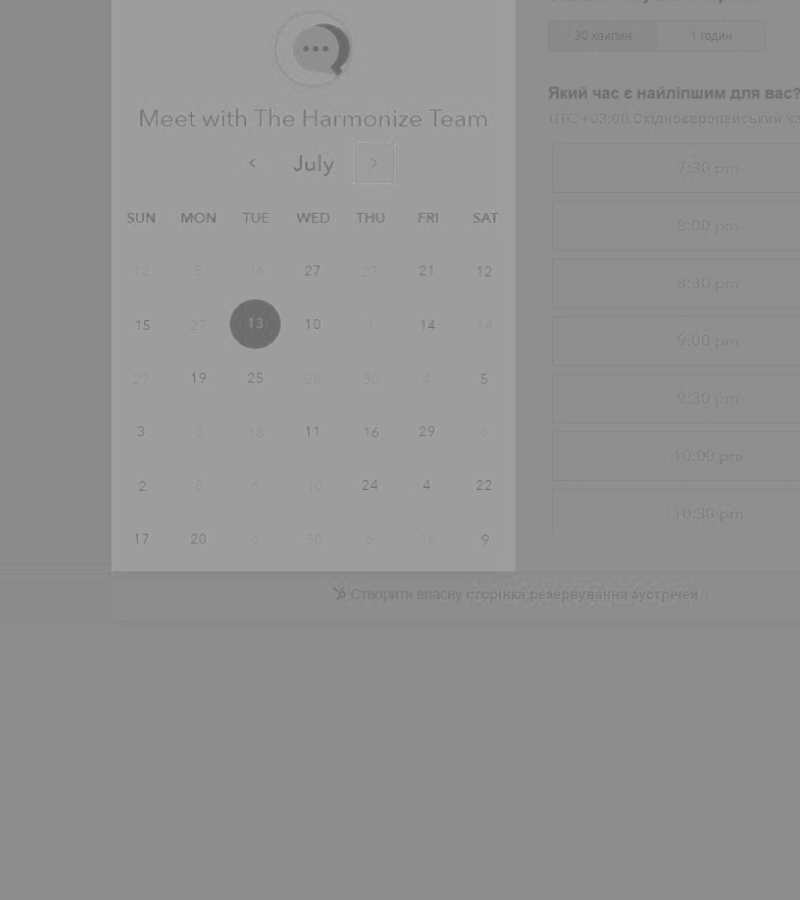 Meet with The Harmonize Team
July
SUN MON TUE WED THU FRI SAT
12 5 16 27 27 21 12
15 27 13 10 1 14 14
27 19 25 28 30 4 5
3 8 18 11 16 29 6
2 8 6 10 24 4 22
17 20 6 30 6 16 9
30 хвилин 1 годин
Який час є найліпшим для вас?
UTC +03:00 Східноєвропейський
7:30 pm
8:00 pm
8:30 pm
9:00 pm
9:30 pm
10:00 pm
10:30 pm
Створити власну сторінка резервування зустрічей